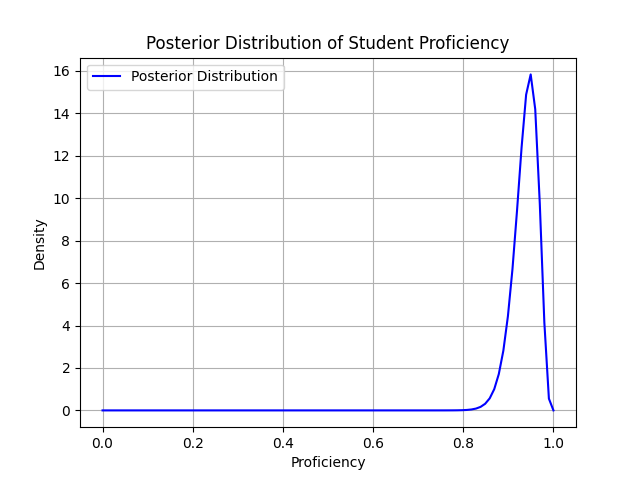 Posterior Distribution of Student Proficiency
Posterior Distribution
16
14
12
10
8
6
4
2
0
Density
0.0 0.2 0.4 0.6 0.8 1.0
Proficiency